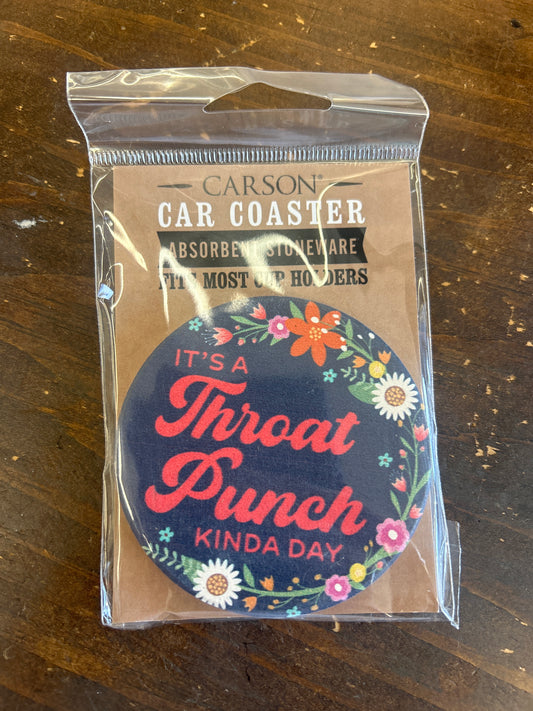 CARSON®
CAR COASTER
ABSORBENT STONEWARE
FITS MOST CUP HOLDERS
IT'S A
Throat
Punch
KINDA DAY